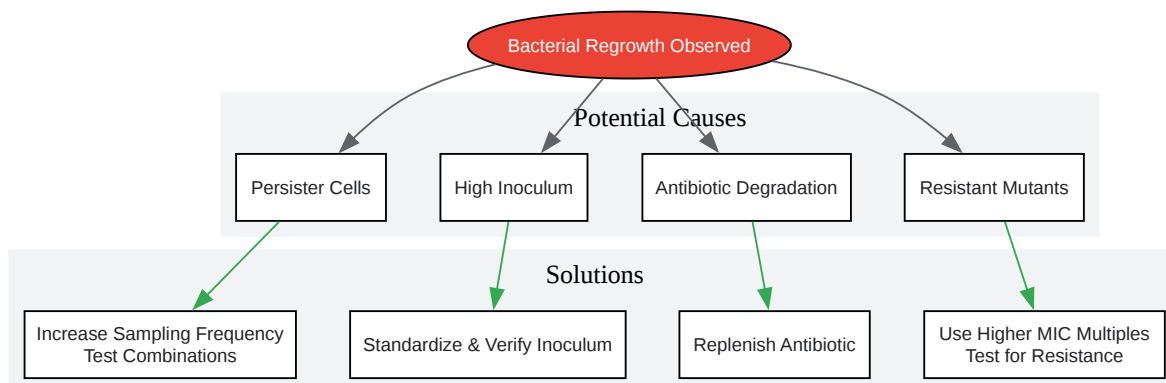 Bacterial Regrowth Observed
Potential Causes
Persister Cells
High Inoculum
Antibiotic Degradation
Resistant Mutants
Solutions
Increase Sampling Frequency
Test Combinations
Standardize & Verify Inoculum
Replenish Antibiotic
Use Higher MIC Multiples
Test for Resistance